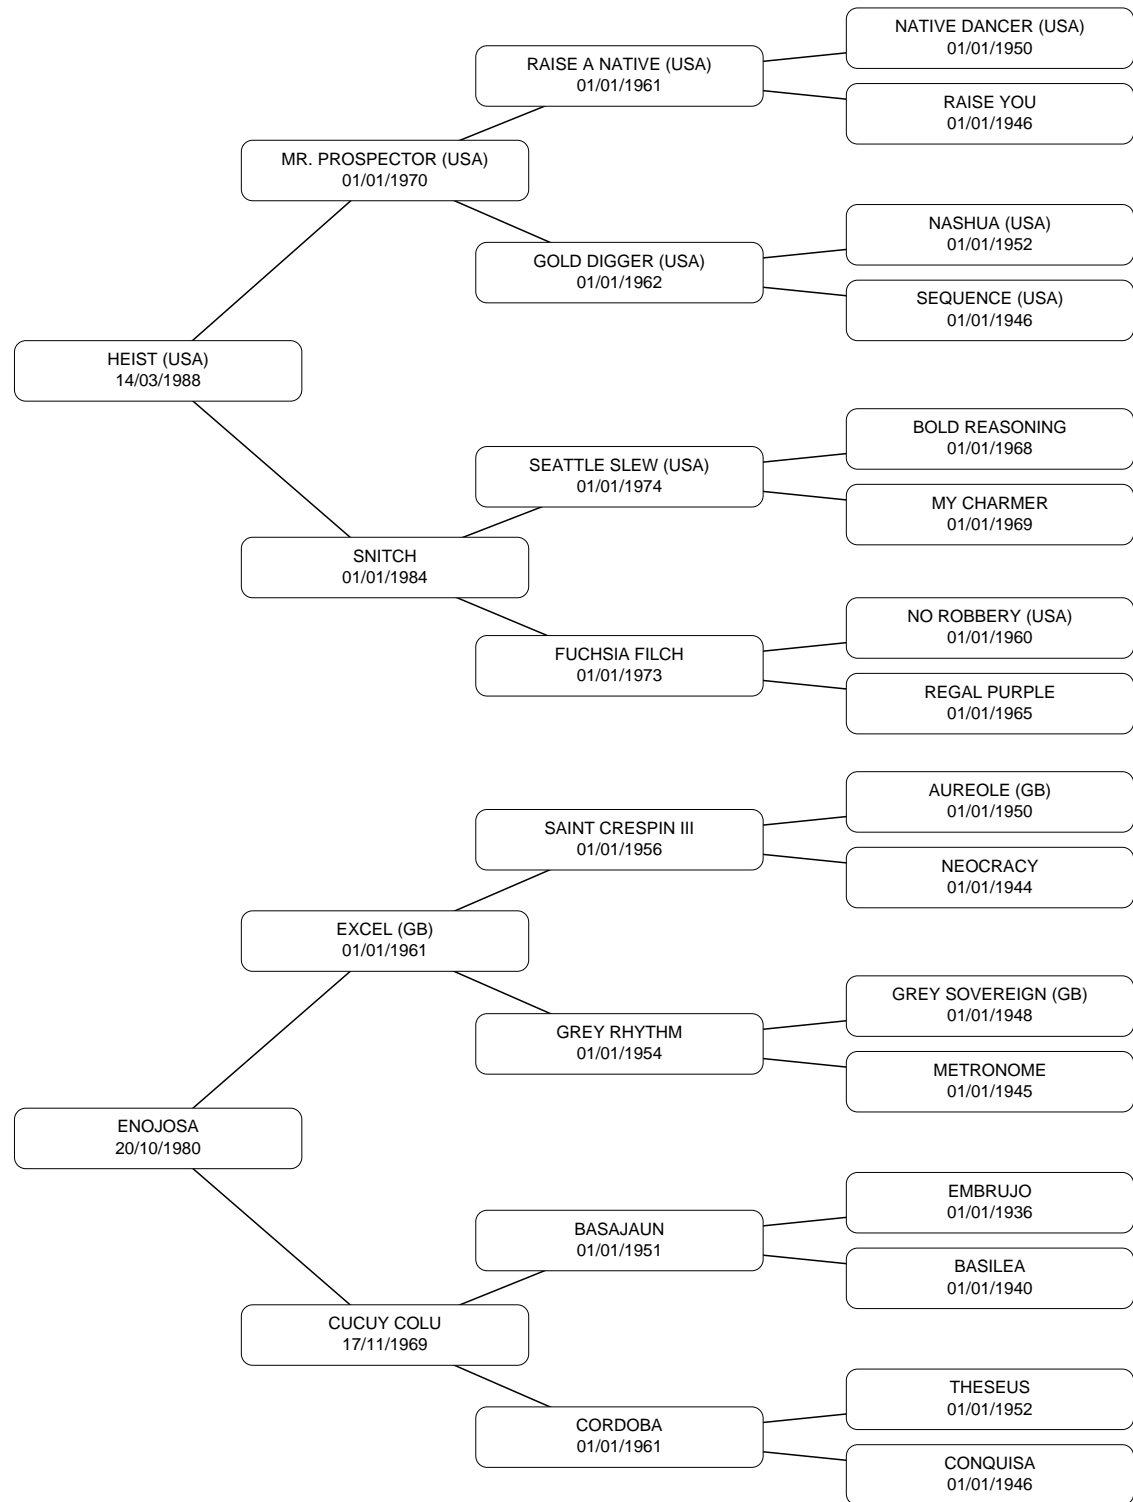 NATIVE DANCER (USA)
01/01/1950
RAISE A NATIVE (USA)
01/01/1961
RAISE YOU
01/01/1946
MR. PROSPECTOR (USA)
01/01/1970
NASHUA (USA)
01/01/1952
GOLD DIGGER (USA)
01/01/1962
SEQUENCE (USA)
01/01/1946
HEIST (USA)
14/03/1988
BOLD REASONING
01/01/1968
SEATTLE SLEW (USA)
01/01/1974
MY CHARMER
01/01/1969
SNITCH
01/01/1984
NO ROBBERY (USA)
01/01/1960
FUCHSIA FILCH
01/01/1973
REGAL PURPLE
01/01/1965
AUREOLE (GB)
01/01/1950
SAINT CRESPIN III
01/01/1956
NEOCRACY
01/01/1944
EXCEL (GB)
01/01/1961
GREY SOVEREIGN (GB)
01/01/1948
GREY RHYTHM
01/01/1954
METRONOME
01/01/1945
ENOJOSA
20/10/1980
EMBRUJO
01/01/1936
BASAJAUN
01/01/1951
BASILEA
01/01/1940
CUCUY COLU
17/11/1969
THESEUS
01/01/1952
CORDOBA
01/01/1961
CONQUISA
01/01/1946